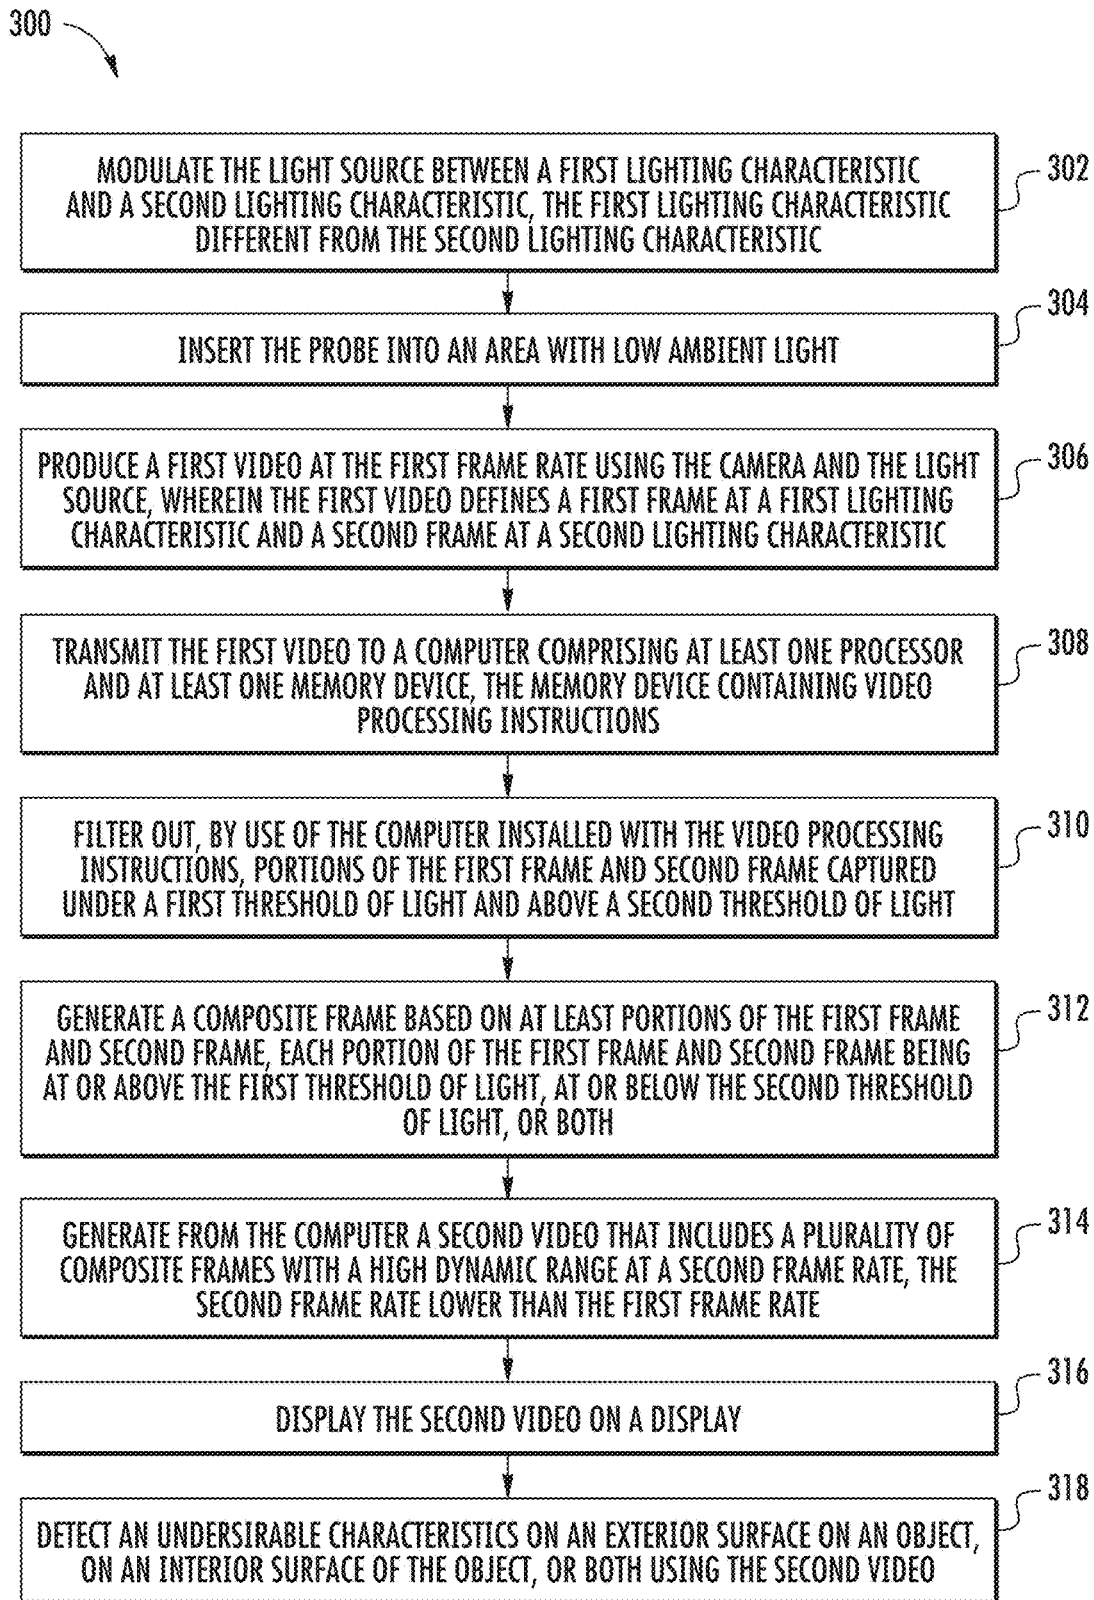 300
MODULATE THE LIGHT SOURCE BETWEEN A FIRST LIGHTING CHARACTERISTIC
AND A SECOND LIGHTING CHARACTERISTIC, THE FIRST LIGHTING CHARACTERISTIC
DIFFERENT FROM THE SECOND LIGHTING CHARACTERISTIC
302
INSERT THE PROBE INTO AN AREA WITH LOW AMBIENT LIGHT
304
PRODUCE A FIRST VIDEO AT THE FIRST FRAME RATE USING THE CAMERA AND THE LIGHT
SOURCE, WHEREIN THE FIRST VIDEO DEFINES A FIRST FRAME AT A FIRST LIGHTING
CHARACTERISTIC AND A SECOND FRAME AT A SECOND LIGHTING CHARACTERISTIC
306
TRANSMIT THE FIRST VIDEO TO A COMPUTER COMPRISING AT LEAST ONE PROCESSOR
AND AT LEAST ONE MEMORY DEVICE, THE MEMORY DEVICE CONTAINING VIDEO
PROCESSING INSTRUCTIONS
308
FILTER OUT, BY USE OF THE COMPUTER INSTALLED WITH THE VIDEO PROCESSING
INSTRUCTIONS, PORTIONS OF THE FIRST FRAME AND SECOND FRAME CAPTURED
UNDER A FIRST THRESHOLD OF LIGHT AND ABOVE A SECOND THRESHOLD OF LIGHT
310
GENERATE A COMPOSITE FRAME BASED ON AT LEAST PORTIONS OF THE FIRST FRAME
AND SECOND FRAME, EACH PORTION OF THE FIRST FRAME AND SECOND FRAME BEING
AT OR ABOVE THE FIRST THRESHOLD OF LIGHT, AT OR BELOW THE SECOND THRESHOLD
OF LIGHT, OR BOTH
312
GENERATE FROM THE COMPUTER A SECOND VIDEO THAT INCLUDES A PLURALITY OF
COMPOSITE FRAMES WITH A HIGH DYNAMIC RANGE AT A SECOND FRAME RATE, THE
SECOND FRAME RATE LOWER THAN THE FIRST FRAME RATE
314
DISPLAY THE SECOND VIDEO ON A DISPLAY
316
DETECT AN UNDERSIRABLE CHARACTERISTICS ON AN EXTERIOR SURFACE ON AN OBJECT,
ON AN INTERIOR SURFACE OF THE OBJECT, OR BOTH USING THE SECOND VIDEO
318